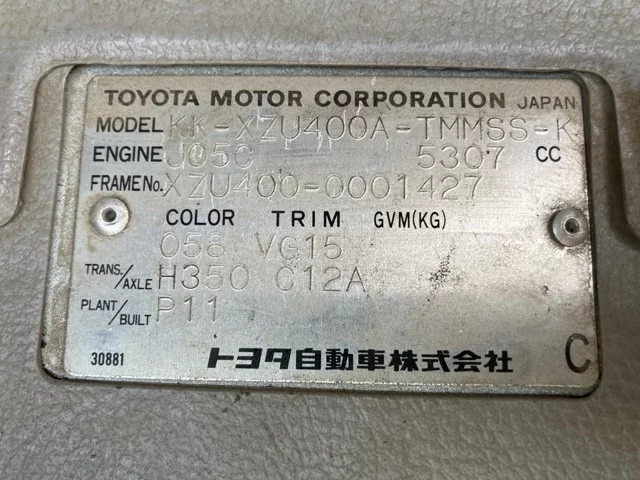 TOYOTA MOTOR CORPORATION JAPAN
MODEL KK-XZU400A-TMMSS-K
ENGINE J05C 5307 CC
FRAME No. XZU400-0001427
COLOR TRIM GVM(KG)
058 VG15
TRANS./AXLE H350 C12A
PLANT/BUILT P11
30881 トヨタ自動車株式会社 C